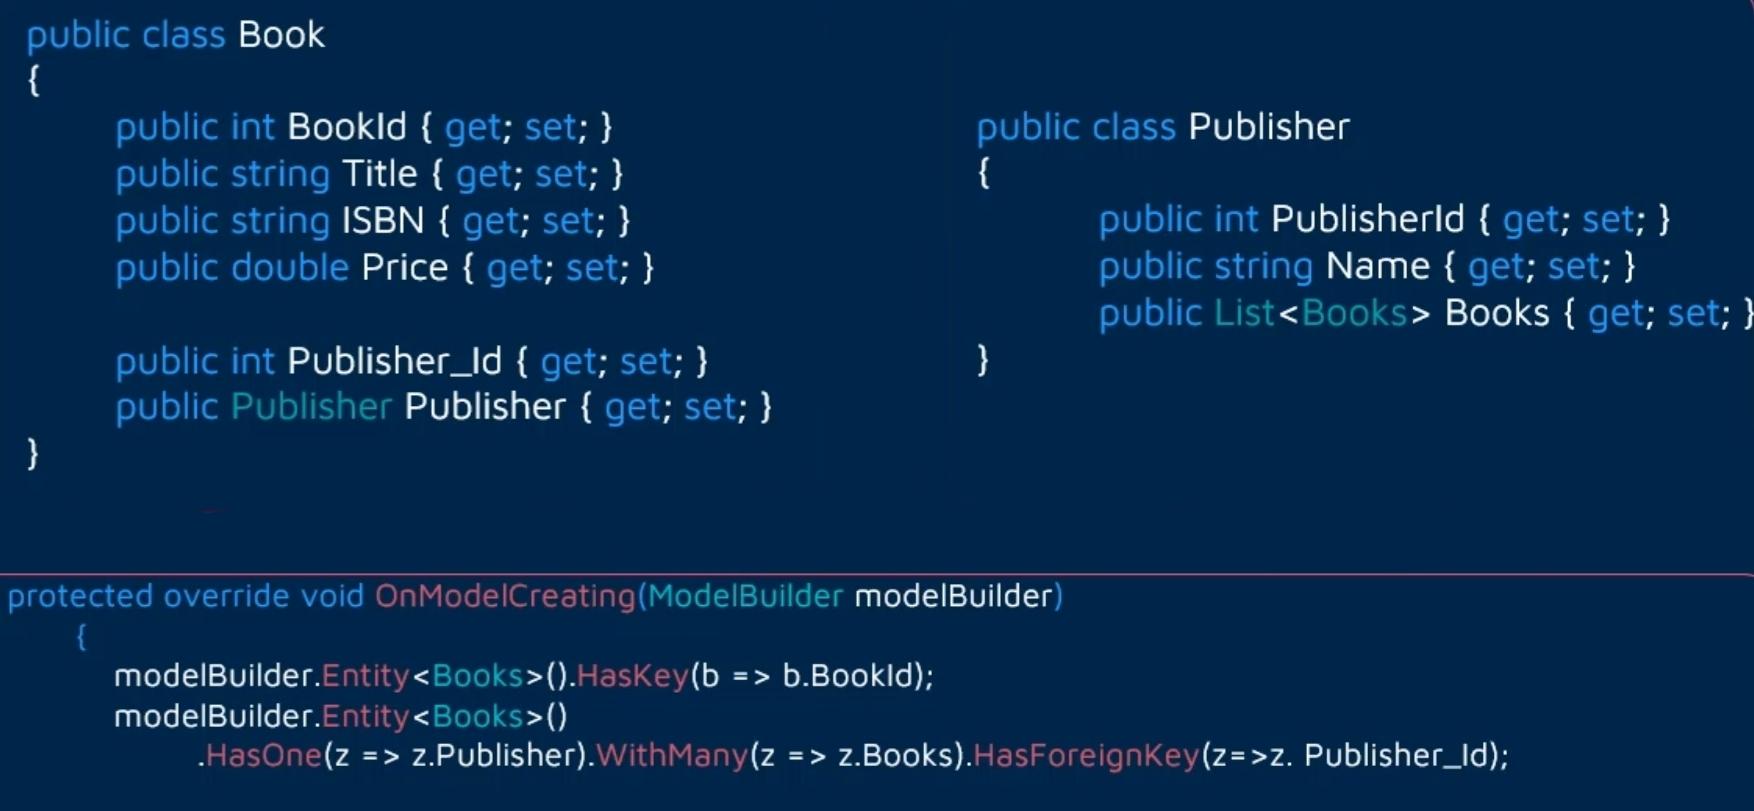 public class Book
{
public int BookId { get; set; }
public string Title { get; set; }
public string ISBN { get; set; }
public double Price { get; set; }
public int Publisher_Id { get; set; }
public Publisher Publisher { get; set; }
}
public class Publisher
{
public int PublisherId { get; set; }
public string Name { get; set; }
public List<Books> Books { get; set; }
}
protected override void OnModelCreating(ModelBuilder modelBuilder)
{
modelBuilder.Entity<Books>().HasKey(b => b.BookId);
modelBuilder.Entity<Books>()
.HasOne(z => z.Publisher).WithMany(z => z.Books).HasForeignKey(z=>z. Publisher_Id);